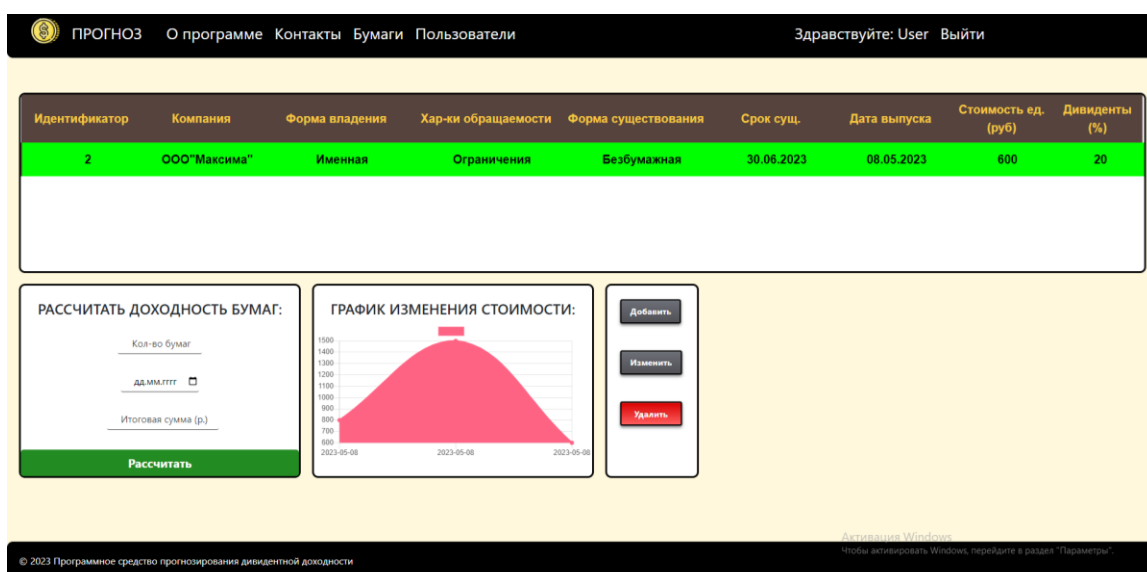 ПРОГНОЗ О программе Контакты Бумаги Пользователи Здравствуйте: User Выйти
Идентификатор Компания Форма владения Хар-ки обращаемости Форма существования Срок сущ. Дата выпуска Стоимость ед. (руб) Дивиденты (%)
2 ООО"Максима" Именная Ограничения Безбумажная 30.06.2023 08.05.2023 600 20
РАССЧИТАТЬ ДОХОДНОСТЬ БУМАГ:
Кол-во бумаг
дд.мм.гггг
Итоговая сумма (р.)
Рассчитать
ГРАФИК ИЗМЕНЕНИЯ СТОИМОСТИ:
1500
1400
1300
1200
1100
1000
900
800
700
600
2023-05-08 2023-05-08 2023-05-08
Добавить
Изменить
Удалить
Активация Windows
Чтобы активировать Windows, перейдите в раздел "Параметры".
© 2023 Программное средство прогнозирования дивидентной доходности